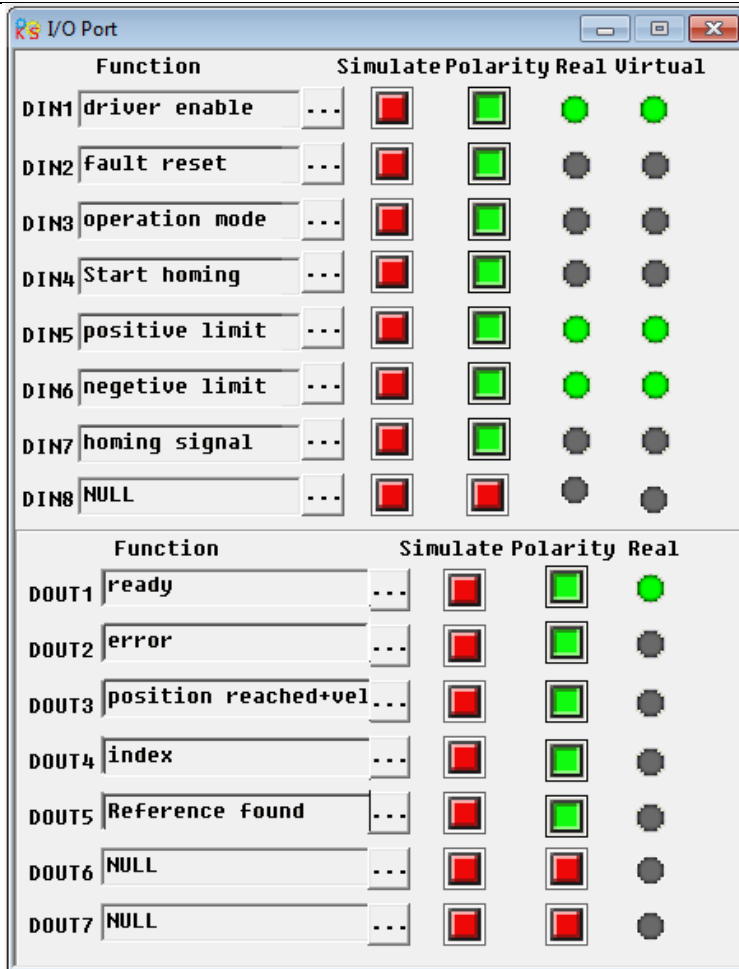 KS I/O Port
Function Simulate Polarity Real Virtual
DIN1 driver enable ...
DIN2 fault reset ...
DIN3 operation mode ...
DIN4 Start homing ...
DIN5 positive limit ...
DIN6 negetive limit ...
DIN7 homing signal ...
DIN8 NULL ...
Function Simulate Polarity Real
DOUT1 ready ...
DOUT2 error ...
DOUT3 position reached+vel ...
DOUT4 index ...
DOUT5 Reference found ...
DOUT6 NULL ...
DOUT7 NULL ...